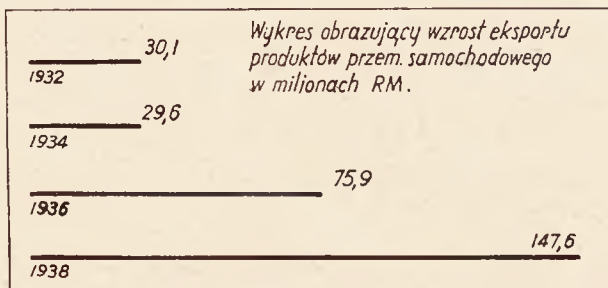 Wykres obrazujący wzrost eksportu
produktów przem. samochodowego
w miljonach RM.
30,1
1932
29,6
1934
75,9
1936
147,6
1938